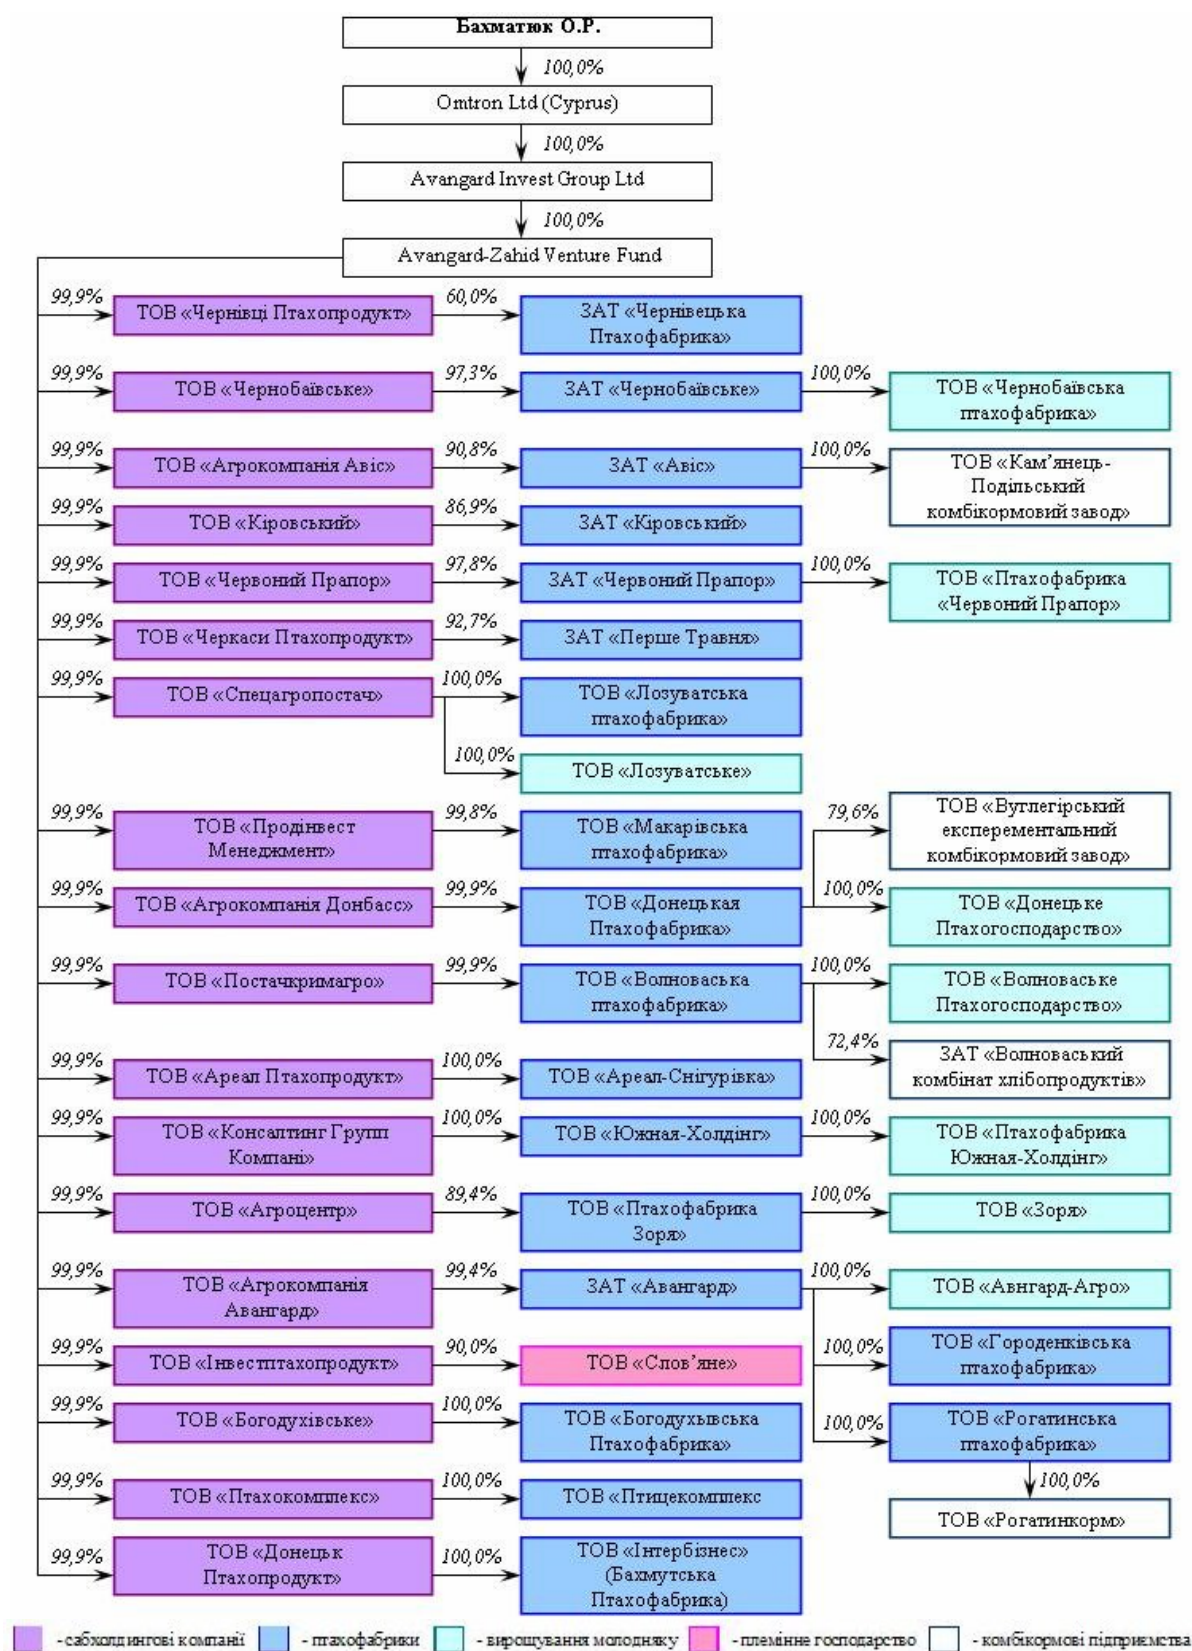 Бахматюк О.Р.
100,0%
Omtron Ltd (Cyprus)
100,0%
Avangard Invest Group Ltd
100,0%
Avangard-Zahid Venture Fund
99,9%
ТОВ «Чернівці Птахопродукт»
60,0%
ЗАТ «Чернівецька
Птахофабрика»
99,9%
ТОВ «Чернобаївське»
97,3%
ЗАТ «Чернобаївське»
100,0%
ТОВ «Чернобаївська
птахофабрика»
99,9%
ТОВ «Агрокомпанія Авіс»
90,8%
ЗАТ «Авіс»
100,0%
ТОВ «Кам’янець-
Подільський
комбікормовий завод»
99,9%
ТОВ «Кіровський»
86,9%
ЗАТ «Кіровський»
99,9%
ТОВ «Червоний Прапор»
97,8%
ЗАТ «Червоний Прапор»
100,0%
ТОВ «Птахофабрика
«Червоний Прапор»
99,9%
ТОВ «Черкаси Птахопродукт»
92,7%
ЗАТ «Перше Травня»
99,9%
ТОВ «Спецагропостач»
100,0%
ТОВ «Лозуватська
птахофабрика»
100,0%
ТОВ «Лозуватське»
99,9%
ТОВ «Продінвест
Менеджмент»
99,8%
ТОВ «Макарівська
птахофабрика»
79,6%
ТОВ «Вуглегірський
експерементальний
комбікормовий завод»
99,9%
ТОВ «Агрокомпанія Донбасс»
99,9%
ТОВ «Донецькая
Птахофабрика»
100,0%
ТОВ «Донецьке
Птахогосподарство»
99,9%
ТОВ «Постачкримагро»
99,9%
ТОВ «Волноваська
птахофабрика»
100,0%
ТОВ «Волноваське
Птахогосподарство»
72,4%
ЗАТ «Волноваський
комбінат хлібопродуктів»
99,9%
ТОВ «Ареал Птахопродукт»
100,0%
ТОВ «Ареал-Снігурівка»
99,9%
ТОВ «Консалтинг Групп
Компані»
100,0%
ТОВ «Южная-Холдінг»
100,0%
ТОВ «Птахофабрика
Южная-Холдінг»
99,9%
ТОВ «Агроцентр»
89,4%
ТОВ «Птахофабрика
Зоря»
100,0%
ТОВ «Зоря»
99,9%
ТОВ «Агрокомпанія
Авангард»
99,4%
ЗАТ «Авангард»
100,0%
ТОВ «Авнгард-Агро»
100,0%
ТОВ «Городенківська
птахофабрика»
99,9%
ТОВ «Інвестптахопродукт»
90,0%
ТОВ «Слов’яне»
99,9%
ТОВ «Богодухівське»
100,0%
ТОВ «Богодухывська
Птахофабрика»
100,0%
ТОВ «Рогатинська
птахофабрика»
100,0%
ТОВ «Рогатинкорм»
99,9%
ТОВ «Птахокомплекс»
100,0%
ТОВ «Птицекомплекс
99,9%
ТОВ «Донецьк
Птахопродукт»
100,0%
ТОВ «Інтербізнес»
(Бахмутська
Птахофабрика)
- сабхолдингові компанії - птахофабрики - вирощування молодняку - племінне господарство - комбікормові підприємства